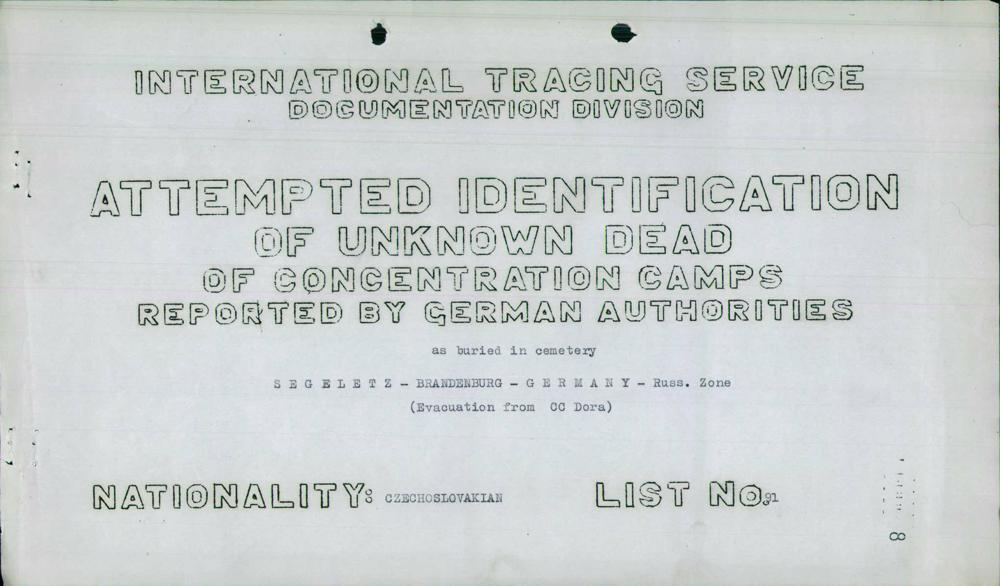 INTERNATIONAL TRACING SERVICE
DOCUMENTATION DIVISION
ATTEMPTED IDENTIFICATION
OF UNKNOWN DEAD
OF CONCENTRATION CAMPS
REPORTED BY GERMAN AUTHORITIES
as buried in cemetery
S E G E L E T Z - BRANDENBURG - G E R M A N Y - Russ. Zone
(Evacuation from CC Dora)
NATIONALITY: CZECHOSLOVAKIAN LIST No. 91
8